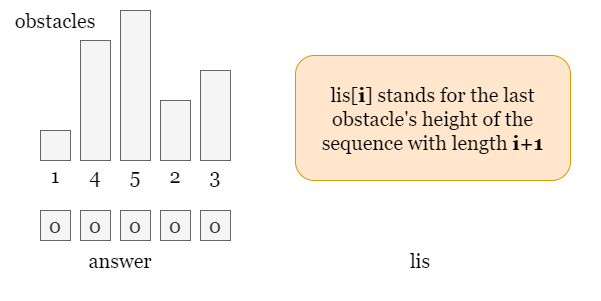 obstacles
lis[i] stands for the last
obstacle's height of the
sequence with length i+1
1 4 5 2 3
0 0 0 0 0
answer
lis